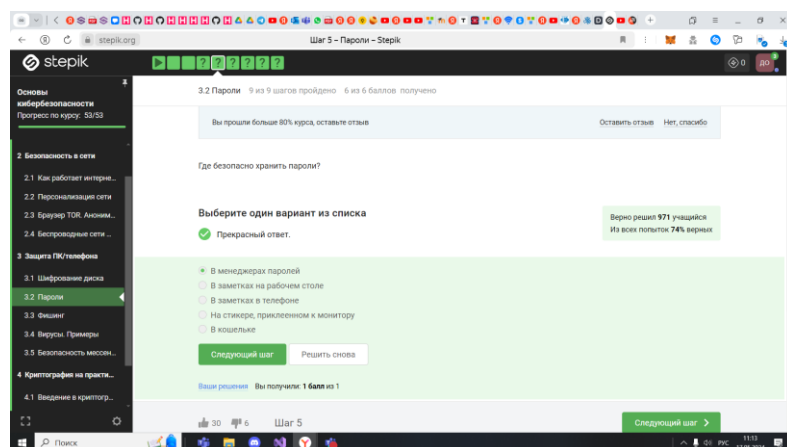 stepik.org
Шаг 5 – Пароли – Stepik
stepik
0
ДО
Основы
кибербезопасности
Прогресс по курсу: 53/53
3.2 Пароли 9 из 9 шагов пройдено 6 из 6 баллов получено
Вы прошли больше 80% курса, оставьте отзыв
Оставить отзыв Нет, спасибо
2 Безопасность в сети
2.1 Как работает интерне...
2.2 Персонализация сети
2.3 Браузер TOR. Аноним...
2.4 Беспроводные сети ...
3 Защита ПК/телефона
3.1 Шифрование диска
3.2 Пароли
3.3 Фишинг
3.4 Вирусы. Примеры
3.5 Безопасность мессен...
4 Криптография на практи...
4.1 Введение в криптогр...
Где безопасно хранить пароли?
Выберите один вариант из списка
Прекрасный ответ.
Верно решил 971 учащийся
Из всех попыток 74% верных
В менеджерах паролей
В заметках на рабочем столе
В заметках в телефоне
На стикере, приклеенном к монитору
В кошельке
Следующий шаг
Решить снова
Ваши решения Вы получили: 1 балл из 1
30 6 Шаг 5
Следующий шаг
Поиск
РУС
11:13